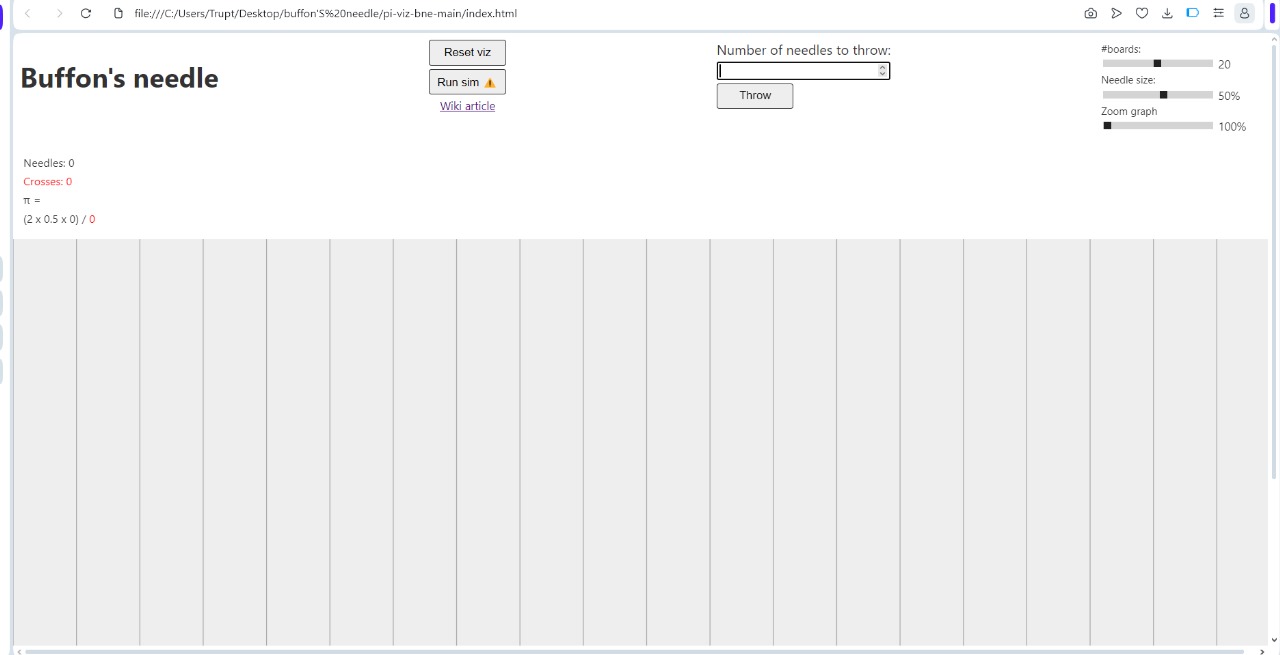 file:///C:/Users/Trupt/Desktop/buffon'S%20needle/pi-viz-bne-main/index.html
Buffon's needle
Reset viz
Run sim ⚠️
Wiki article
Number of needles to throw:
Throw
#boards:
20
Needle size:
50%
Zoom graph
100%
Needles: 0
Crosses: 0
π =
(2 x 0.5 x 0) / 0